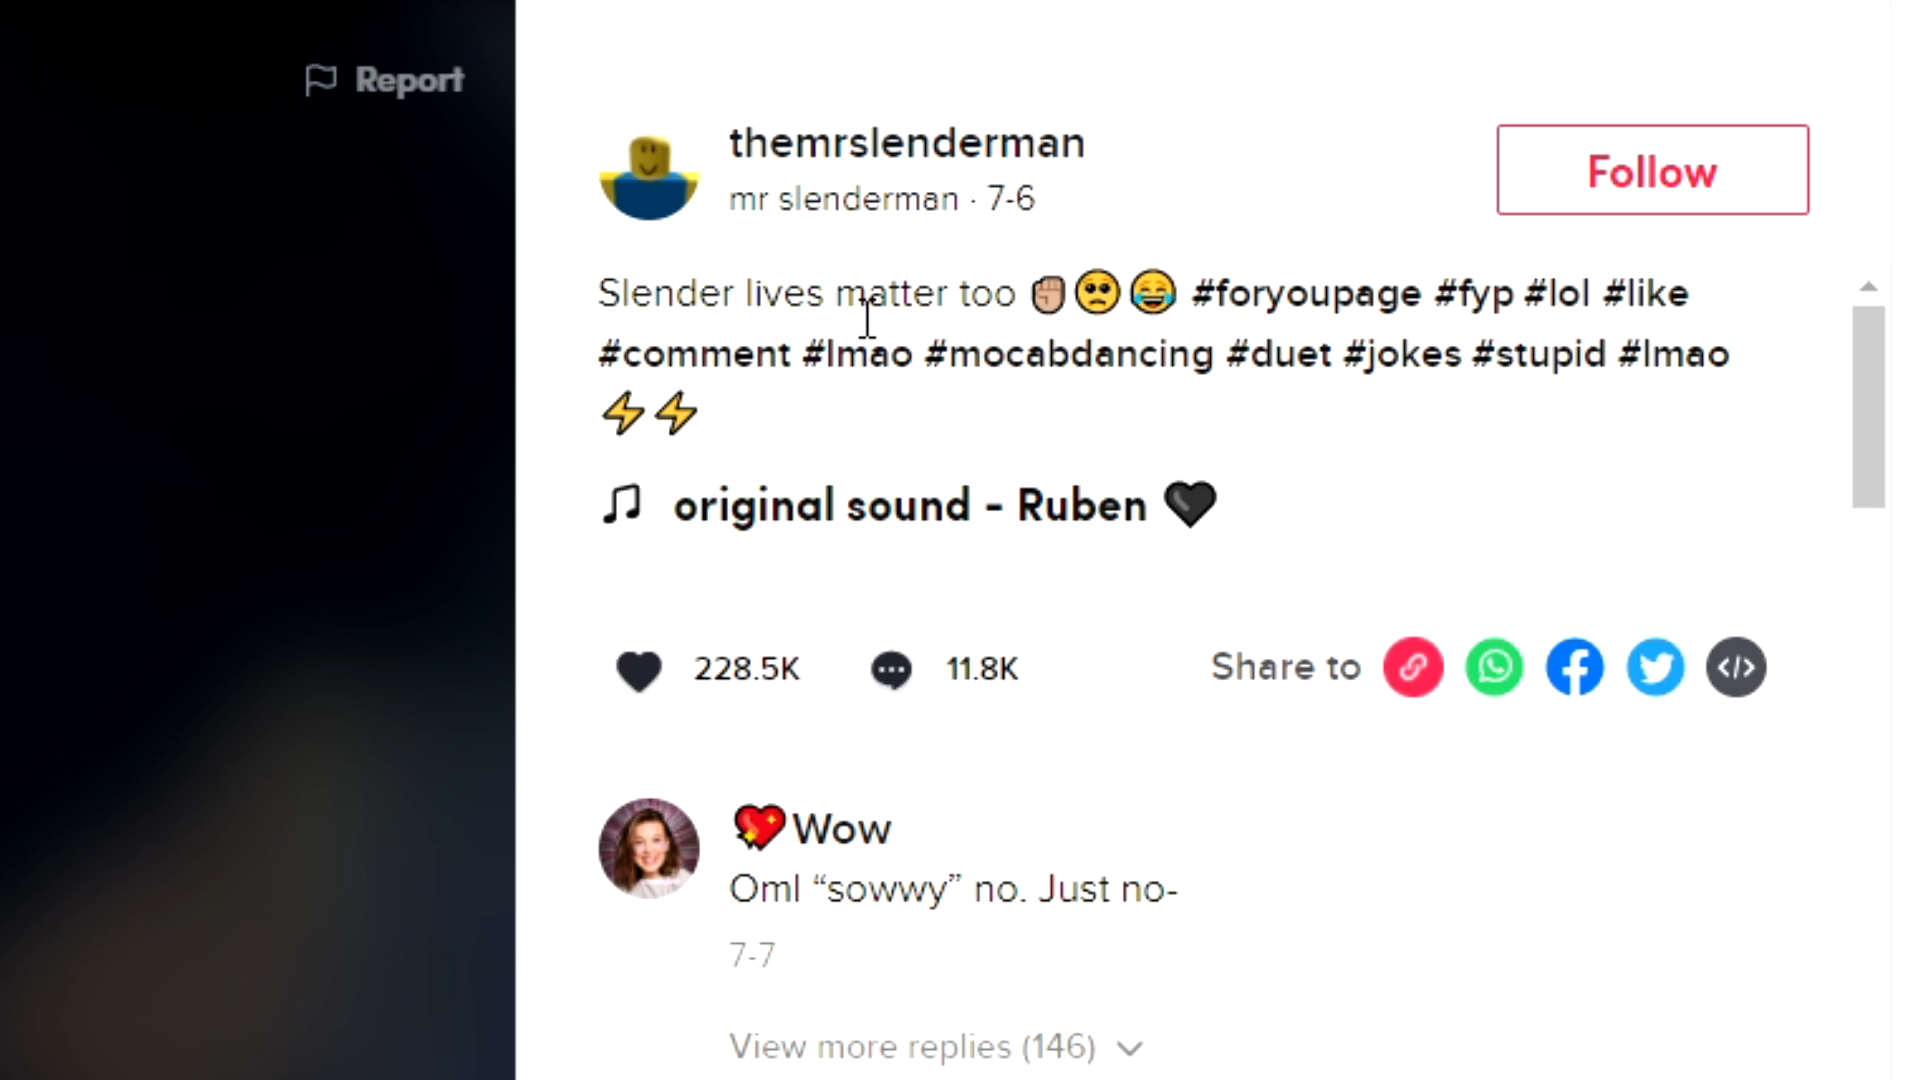 Report
themrslenderman
mr slenderman · 7-6
Follow
Slender lives matter too ✊🏼🥺😂 #foryoupage #fyp #lol #like
#comment #lmao #mocabdancing #duet #jokes #stupid #lmao
⚡⚡
original sound - Ruben 🖤
228.5K
11.8K
Share to
💖Wow
Oml “sowwy” no. Just no-
7-7
View more replies (146)